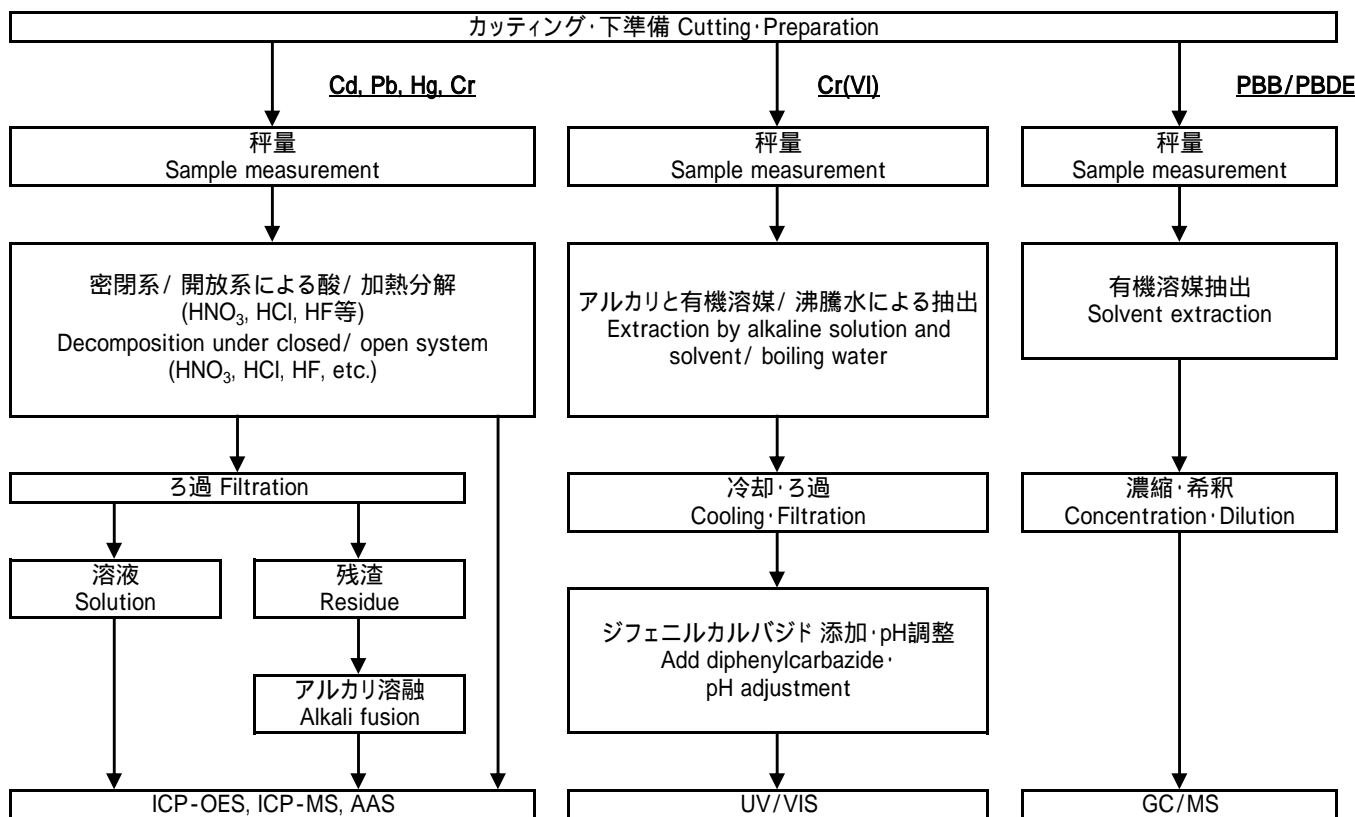 カッティング・下準備 Cutting・Preparation
Cd, Pb, Hg, Cr
Cr(VI)
PBB/PBDE
秤量
Sample measurement
秤量
Sample measurement
秤量
Sample measurement
密閉系/ 開放系による酸/ 加熱分解
(HNO₃, HCl, HF等)
Decomposition under closed/ open system
(HNO₃, HCl, HF, etc.)
アルカリと有機溶媒/ 沸騰水による抽出
Extraction by alkaline solution and
solvent/ boiling water
有機溶媒抽出
Solvent extraction
ろ過 Filtration
冷却・ろ過
Cooling・Filtration
濃縮・希釈
Concentration・Dilution
溶液
Solution
残渣
Residue
ジフェニルカルバジド 添加・pH調整
Add diphenylcarbazide・
pH adjustment
アルカリ溶融
Alkali fusion
ICP-OES, ICP-MS, AAS
UV/VIS
GC/MS